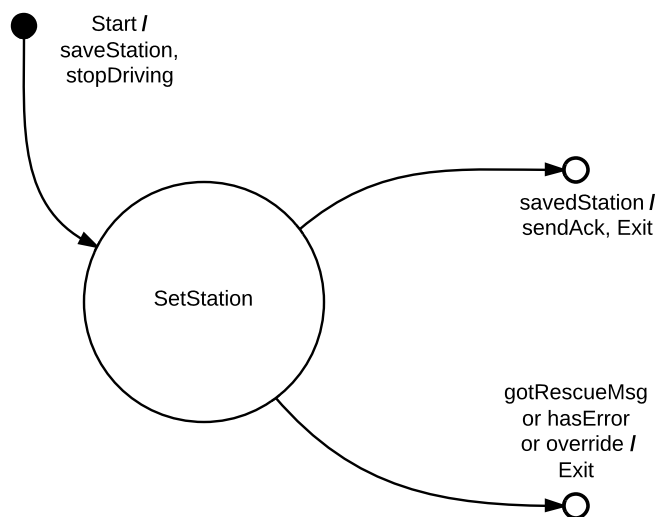 Start /
saveStation,
stopDriving
savedStation /
sendAck, Exit
SetStation
gotRescueMsg
or hasError
or override /
Exit